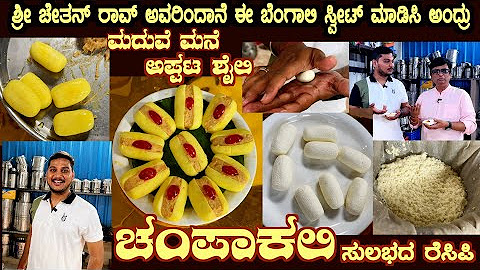 ಶ್ರೀ ಚೇತನ್ ರಾವ್ ಅವರಿಂದಾನೆ ಈ ಬೆಂಗಾಲಿ ಸ್ವೀಟ್ ಮಾಡಿಸಿ ಅಂದ್ರು
ಮದುವೆ ಮನೆ
ಅಪ್ಪಟ ಶೈಲಿ
ಚಂಪಾಕಲಿ ಸುಲಭದ ರೆಸಿಪಿ